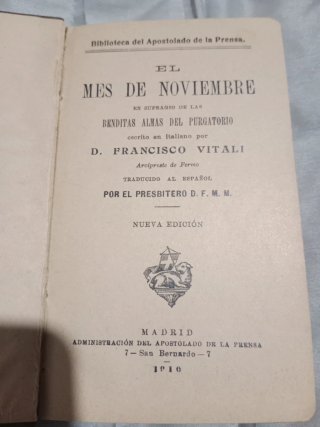 Biblioteca del Apostolado de la Prensa.
EL
MES DE NOVIEMBRE
EN SUFRAGIO DE LAS
BENDITAS ALMAS DEL PURGATORIO
escrito en Italiano por
D. FRANCISCO VITALI
Arcipreste de Fermo
TRADUCIDO AL ESPAÑOL
POR EL PRESBITERO D. F. M. M.
NUEVA EDICIÓN
MADRID
ADMINISTRACIÓN DEL APOSTOLADO DE LA PRENSA
7—San Bernardo—7
1910